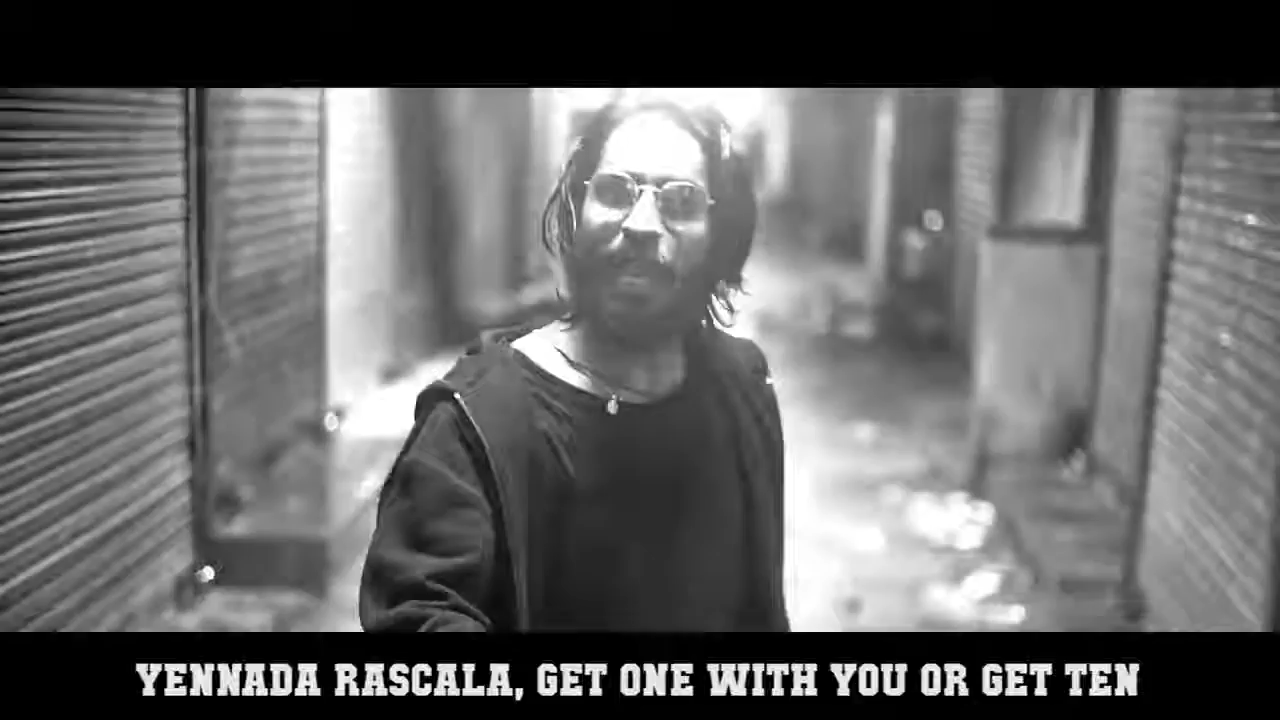 YENNADA RASCALA, GET ONE WITH YOU OR GET TEN